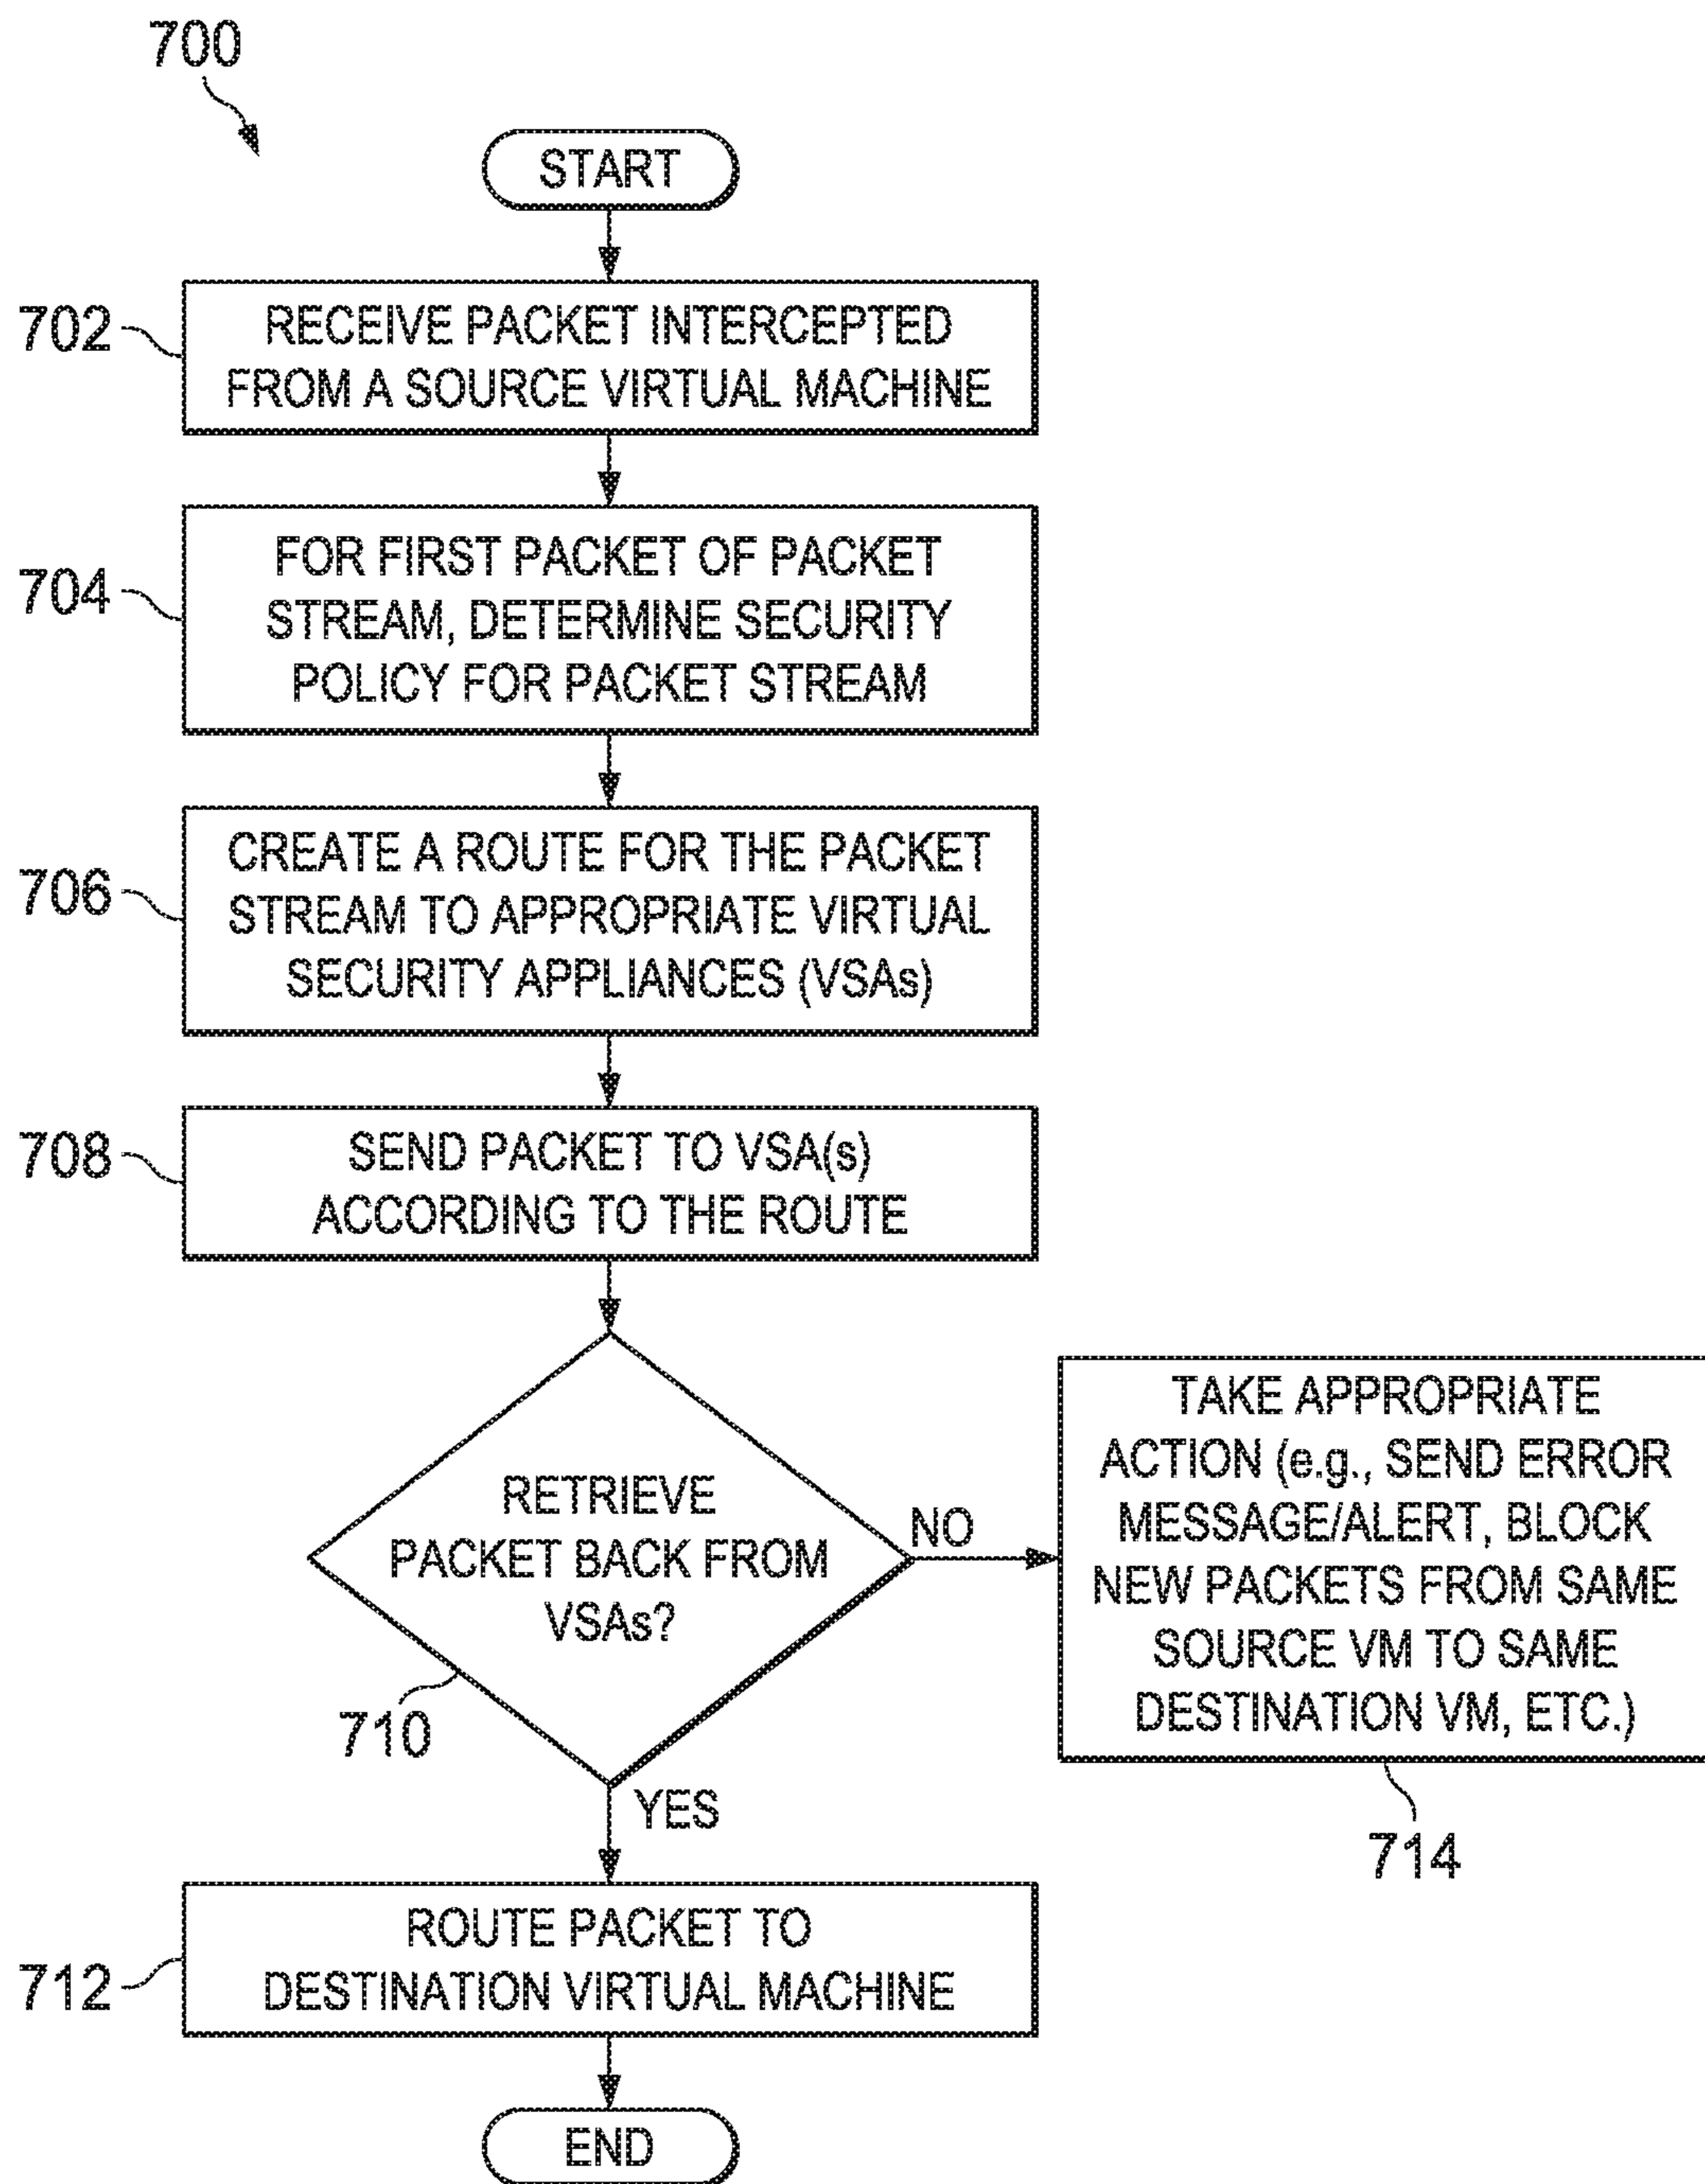 700
START
702
RECEIVE PACKET INTERCEPTED
FROM A SOURCE VIRTUAL MACHINE
704
FOR FIRST PACKET OF PACKET
STREAM, DETERMINE SECURITY
POLICY FOR PACKET STREAM
706
CREATE A ROUTE FOR THE PACKET
STREAM TO APPROPRIATE VIRTUAL
SECURITY APPLIANCES (VSAs)
708
SEND PACKET TO VSA(s)
ACCORDING TO THE ROUTE
RETRIEVE
PACKET BACK FROM
VSAs?
710
NO
TAKE APPROPRIATE
ACTION (e.g., SEND ERROR
MESSAGE/ALERT, BLOCK
NEW PACKETS FROM SAME
SOURCE VM TO SAME
DESTINATION VM, ETC.)
714
YES
712
ROUTE PACKET TO
DESTINATION VIRTUAL MACHINE
END